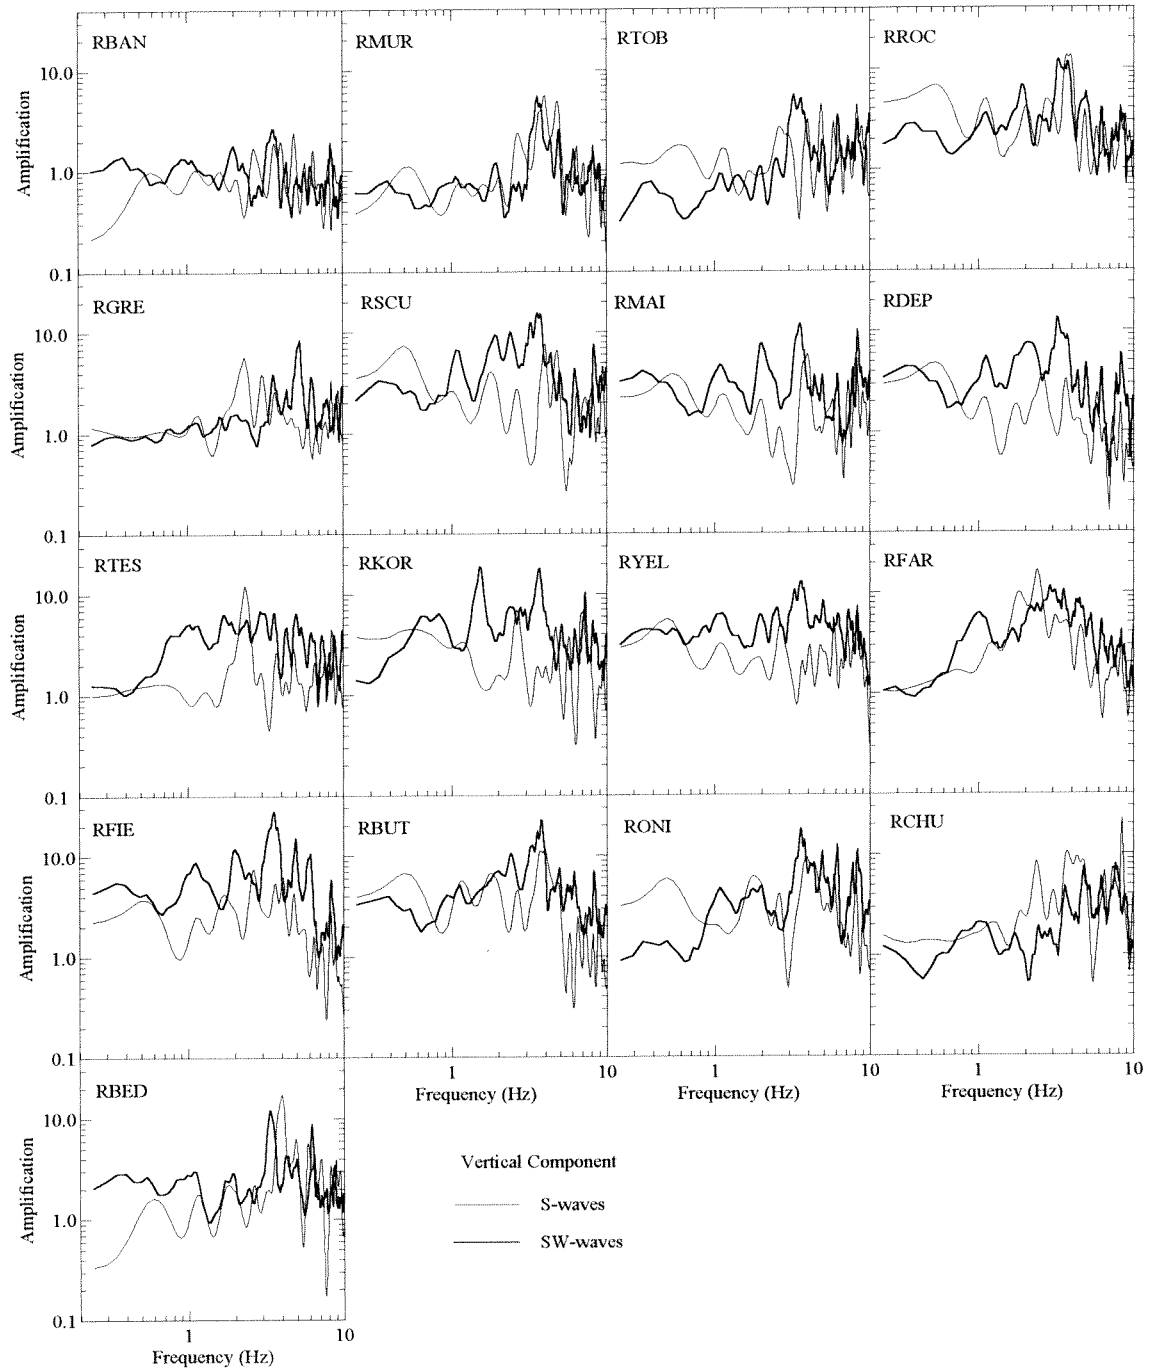 RBAN
RMUR
RTOB
RROC
10.0
1.0
0.1
Amplification
RGRE
RSCU
RMAI
RDEP
10.0
1.0
0.1
Amplification
RTES
RKOR
RYEL
RFAR
10.0
1.0
0.1
Amplification
RFIE
RBUT
RONI
RCHU
10.0
1.0
0.1
Amplification
1 10
Frequency (Hz)
1 10
Frequency (Hz)
1 10
Frequency (Hz)
RBED
10.0
1.0
0.1
Amplification
1 10
Frequency (Hz)
Vertical Component
S-waves
SW-waves